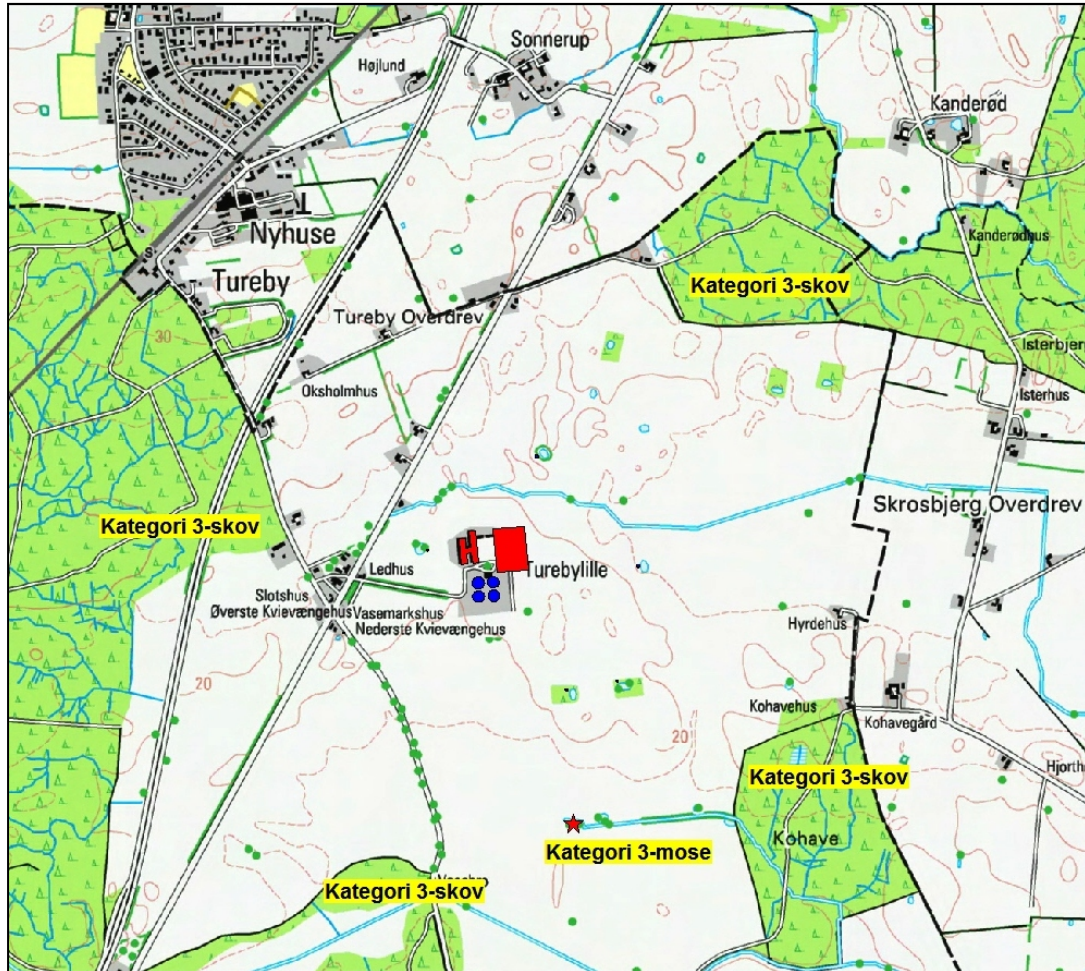 Sonnerup
Højlund
Kanderød
Nyhuse
Kanderødhus
Tureby
Kategori 3-skov
Tureby Overdrev
30
Oksholmhus
Isterhus
Skrosbjerg Overdrev
Kategori 3-skov
Ledhus
Turebylille
Slotshus
Øverste Kvievængehus
Vasemarkshus
Nederste Kvievængehus
Hyrdehus
20
Kohavehus
Kohavegård
20
Kategori 3-skov
Kohave
Kategori 3-mose
Kategori 3-skov